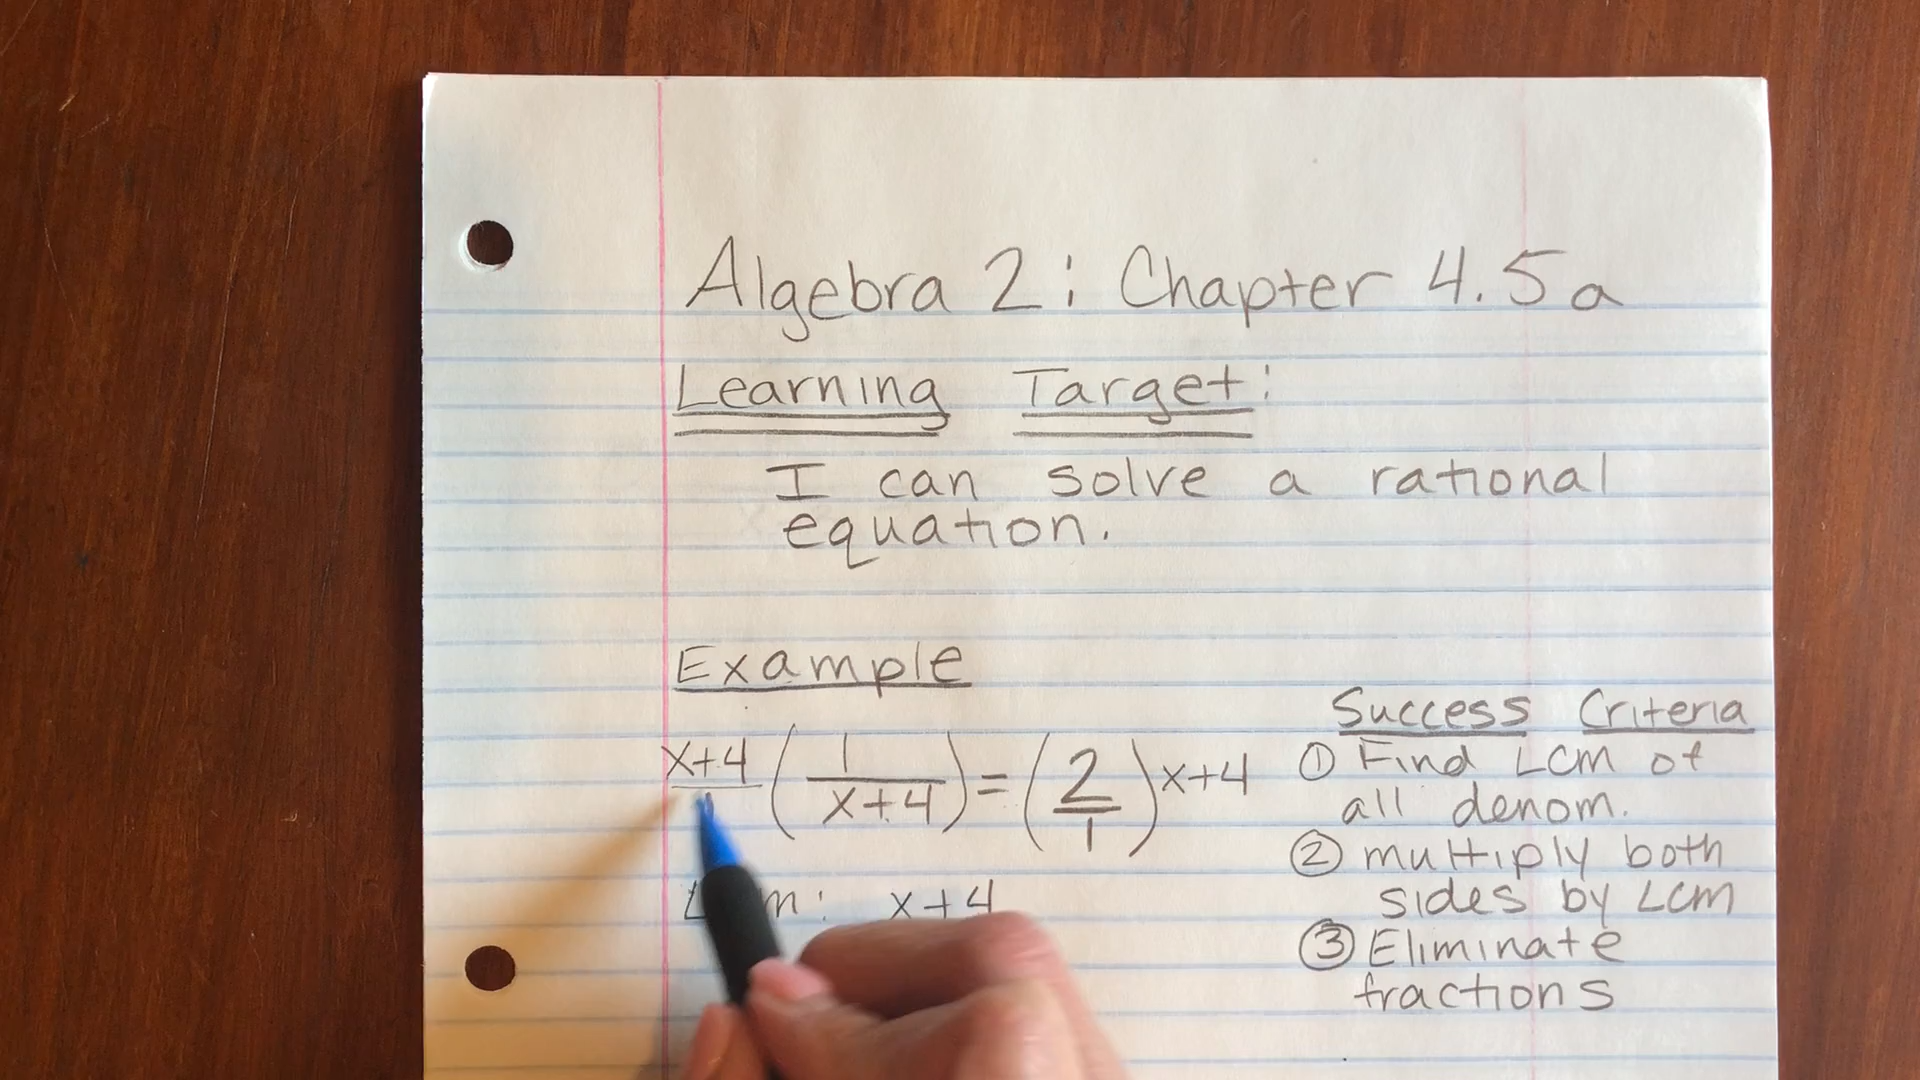 Algebra 2: Chapter 4.5a
Learning Target:
I can solve a rational
equation.
Example
x+4/1 (1/x+4) = (2/1) x+4
x+4
Success Criteria
① Find LCM of
all denom.
② multiply both
sides by LCM
③ Eliminate
fractions